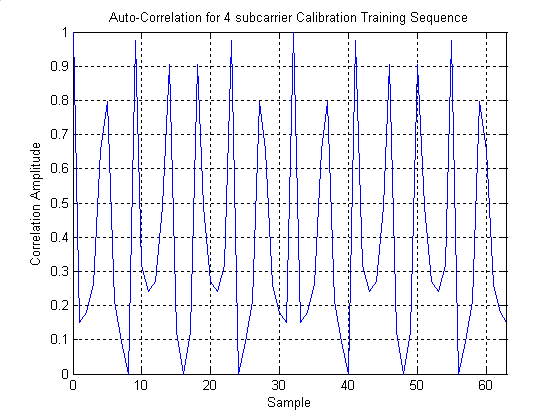 Auto-Correlation for 4 subcarrier Calibration Training Sequence
1
0.9
0.8
0.7
0.6
0.5
0.4
0.3
0.2
0.1
0
Correlation Amplitude
0 10 20 30 40 50 60
Sample